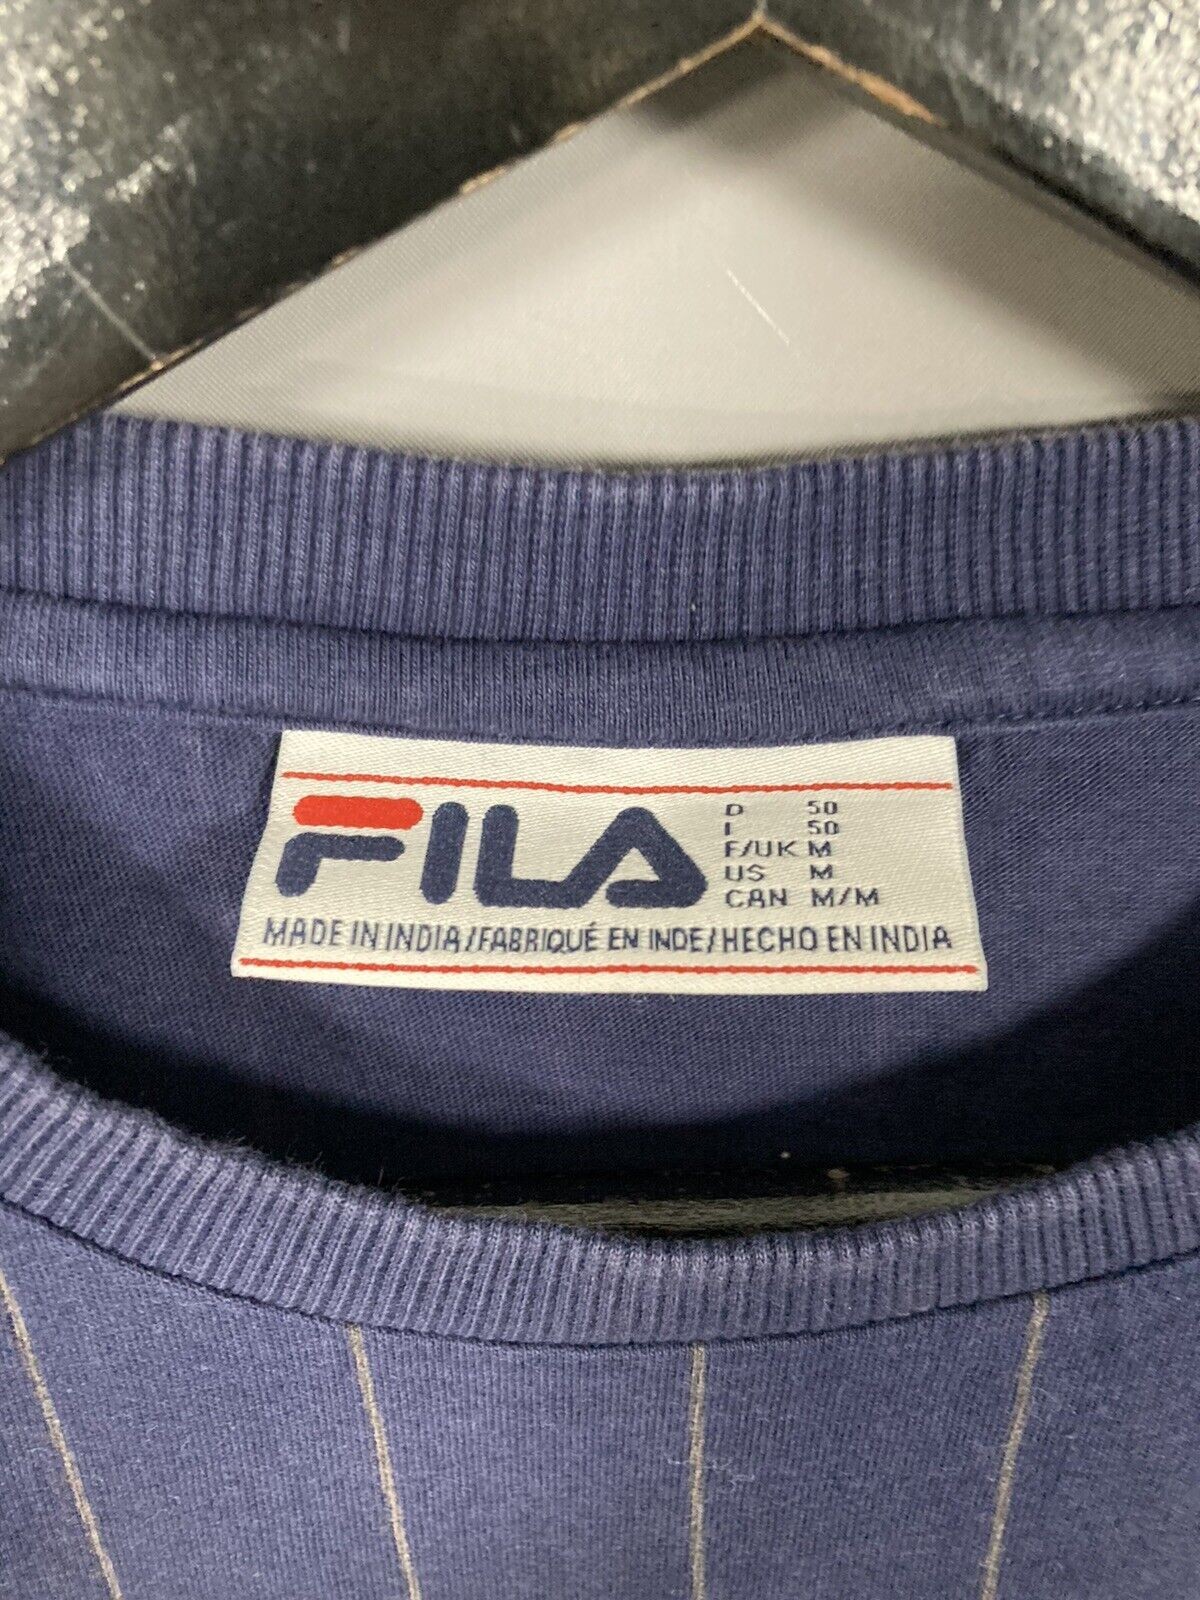 FILA
D 50
I 50
F/UK M
US M
CAN M/M
MADE IN INDIA/FABRIQUÉ EN INDE/HECHO EN INDIA